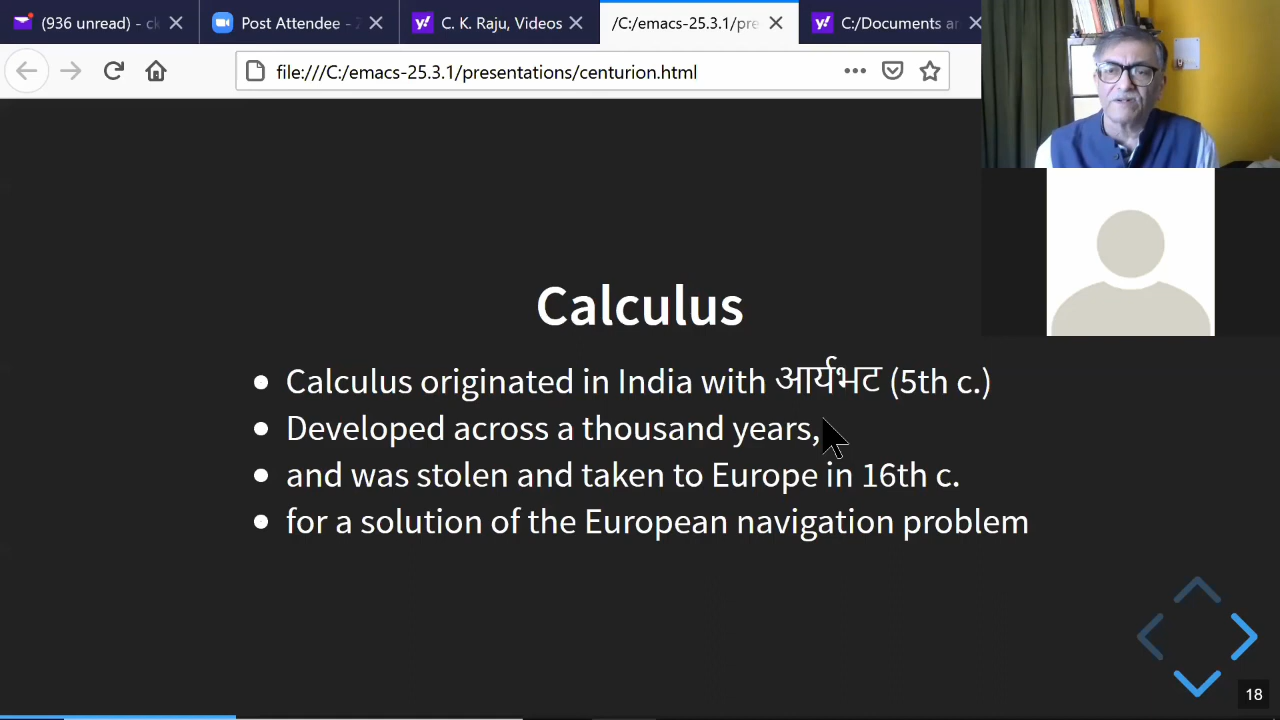 (936 unread) - ck
Post Attendee - Z
C. K. Raju, Videos
/C:/emacs-25.3.1/pre
C:/Documents an
file:///C:/emacs-25.3.1/presentations/centurion.html
Calculus
Calculus originated in India with आर्यभट (5th c.)
Developed across a thousand years,
and was stolen and taken to Europe in 16th c.
for a solution of the European navigation problem
18